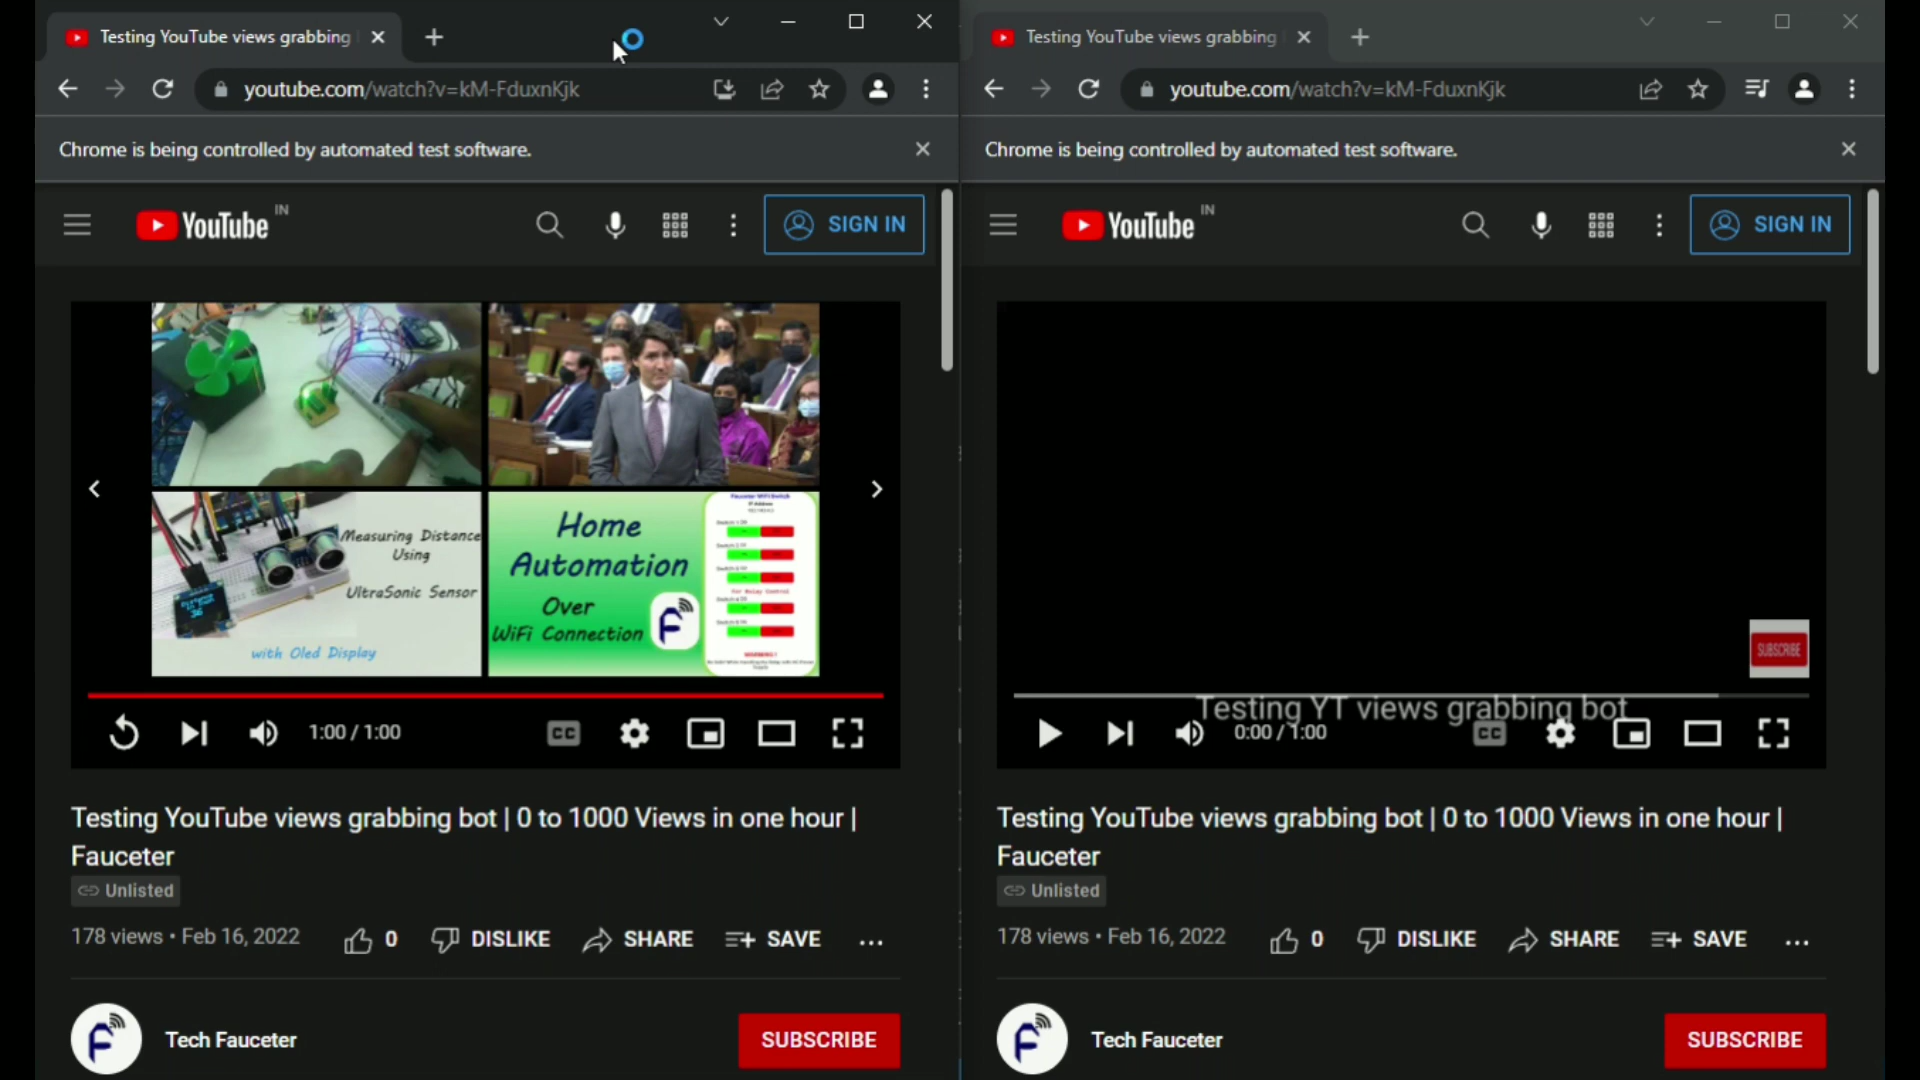 Testing YouTube views grabbing
youtube.com/watch?v=kM-FduxnKjk
Chrome is being controlled by automated test software.
YouTube IN
SIGN IN
Measuring Distance
Using
UltraSonic Sensor
with Oled Display
Home
Automation
Over
WiFi Connection
1:00 / 1:00
CC
Testing YouTube views grabbing bot | 0 to 1000 Views in one hour |
Fauceter
Unlisted
178 views • Feb 16, 2022
0
DISLIKE
SHARE
SAVE
Tech Fauceter
SUBSCRIBE
Testing YouTube views grabbing
youtube.com/watch?v=kM-FduxnKjk
Chrome is being controlled by automated test software.
YouTube IN
SIGN IN
SUBSCRIBE
Testing YT views grabbing bot
0:00 / 1:00
CC
Testing YouTube views grabbing bot | 0 to 1000 Views in one hour |
Fauceter
Unlisted
178 views • Feb 16, 2022
0
DISLIKE
SHARE
SAVE
Tech Fauceter
SUBSCRIBE